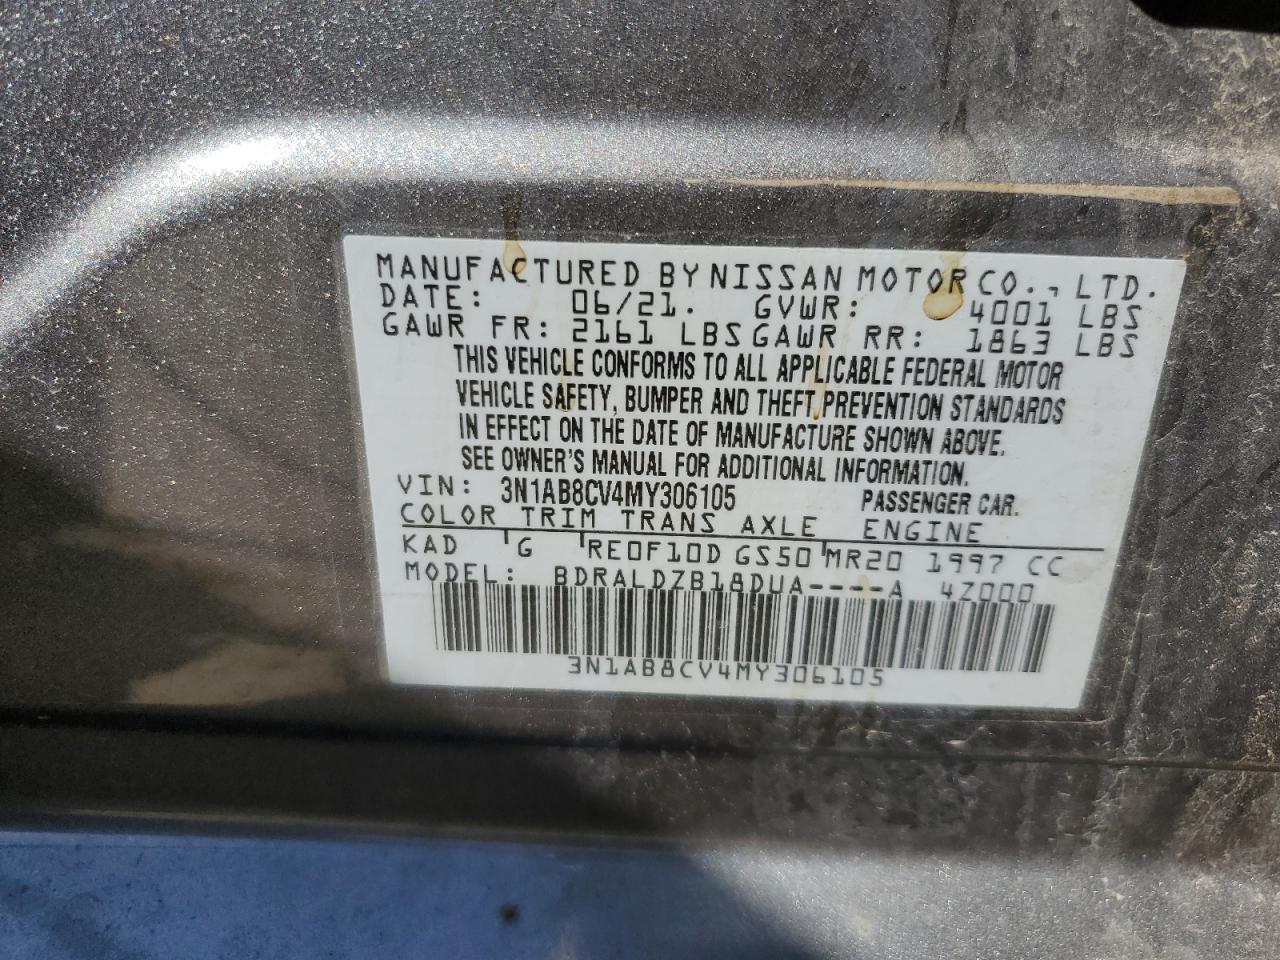 MANUFACTURED BY NISSAN MOTOR CO., LTD.
DATE: 06/21. GVWR: 4001 LBS
GAWR FR: 2161 LBS GAWR RR: 1863 LBS
THIS VEHICLE CONFORMS TO ALL APPLICABLE FEDERAL MOTOR
VEHICLE SAFETY, BUMPER AND THEFT PREVENTION STANDARDS
IN EFFECT ON THE DATE OF MANUFACTURE SHOWN ABOVE.
SEE OWNER'S MANUAL FOR ADDITIONAL INFORMATION.
VIN: 3N1AB8CV4MY306105 PASSENGER CAR.
COLOR TRIM TRANS AXLE ENGINE
KAD G RE0F10D GS50 MR20 1997 CC
MODEL: BDRALDZB18DUA----A 4Z000
3N1AB8CV4MY306105